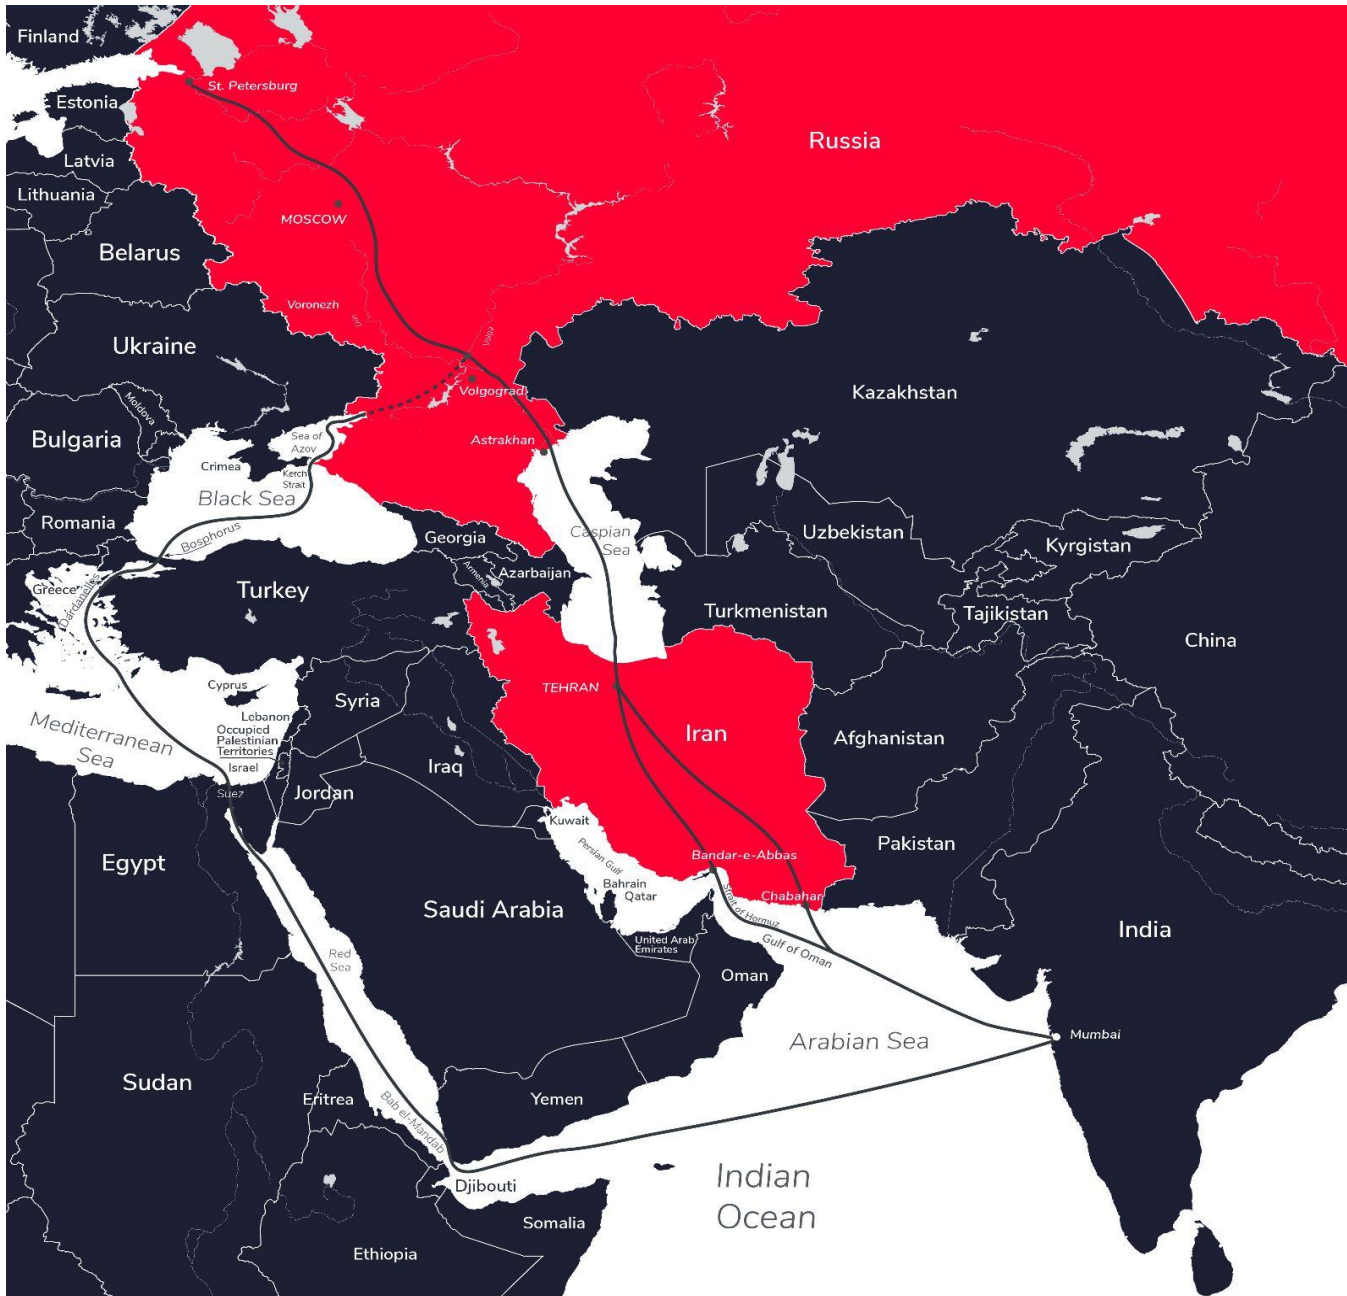 Finland
St. Petersburg
Estonia
Russia
Latvia
Lithuania
MOSCOW
Belarus
Voronezh
Don
Volga
Ukraine
Volgograd
Kazakhstan
Moldova
Bulgaria
Sea of
Azov
Astrakhan
Crimea
Kerch
Strait
Black Sea
Romania
Bosphorus
Georgia
Caspian
Sea
Uzbekistan
Kyrgistan
Armenia
Azarbaijan
Greece
Dardanelles
Turkey
Turkmenistan
Tajikistan
China
Cyprus
Syria
TEHRAN
Iran
Afghanistan
Lebanon
Occupied
Palestinian
Territories
Israel
Mediterranean
Sea
Iraq
Suez
Jordan
Kuwait
Persian Gulf
Pakistan
Egypt
Bandar-e-Abbas
Bahrain
Qatar
Strait of Hormuz
Chabahar
Saudi Arabia
India
United Arab
Emirates
Gulf of Oman
Red
Sea
Oman
Arabian Sea
Mumbai
Sudan
Eritrea
Bab el-Mandab
Yemen
Djibouti
Indian
Ocean
Somalia
Ethiopia